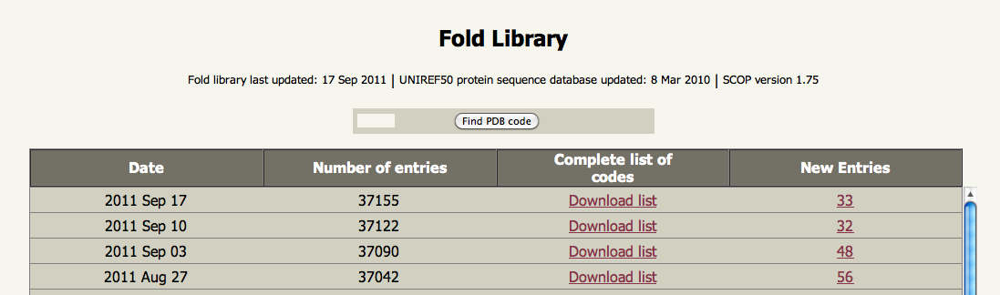 Fold Library
Fold library last updated: 17 Sep 2011 | UNIREF50 protein sequence database updated: 8 Mar 2010 | SCOP version 1.75
Find PDB code
Date Number of entries Complete list of codes New Entries
2011 Sep 17 37155 Download list 33
2011 Sep 10 37122 Download list 32
2011 Sep 03 37090 Download list 48
2011 Aug 27 37042 Download list 56